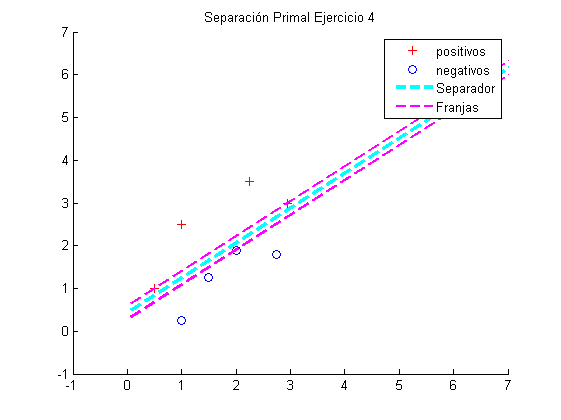 Separación Primal Ejercicio 4
7
6
5
4
3
2
1
0
-1
-1 0 1 2 3 4 5 6 7
positivos
negativos
Separador
Franjas